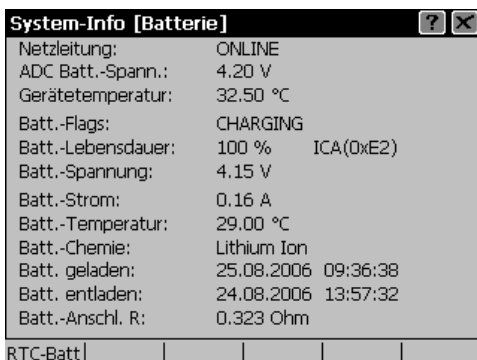 System-Info [Batterie] ? ×
Netzleitung: ONLINE
ADC Batt.-Spann.: 4.20 V
Gerätetemperatur: 32.50 °C
Batt.-Flags: CHARGING
Batt.-Lebensdauer: 100 % ICA(0xE2)
Batt.-Spannung: 4.15 V
Batt.-Strom: 0.16 A
Batt.-Temperatur: 29.00 °C
Batt.-Chemie: Lithium Ion
Batt. geladen: 25.08.2006 09:36:38
Batt. entladen: 24.08.2006 13:57:32
Batt.-Anschl. R: 0.323 Ohm
RTC-Batt